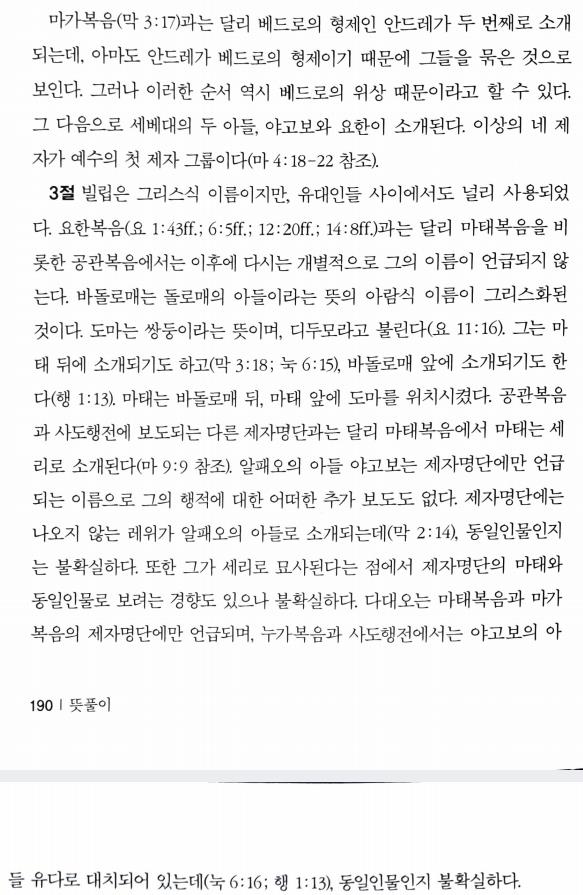 마가복음(막 3:17)과는 달리 베드로의 형제인 안드레가 두 번째로 소개
되는데, 아마도 안드레가 베드로의 형제이기 때문에 그들을 묶은 것으로
보인다. 그러나 이러한 순서 역시 베드로의 위상 때문이라고 할 수 있다.
그 다음으로 세베대의 두 아들, 야고보와 요한이 소개된다. 이상의 네 제
자가 예수의 첫 제자 그룹이다(마 4:18-22 참조).
3절 빌립은 그리스식 이름이지만, 유대인들 사이에서도 널리 사용되었
다. 요한복음(요 1:43ff.; 6:5ff.; 12:20ff.; 14:8ff.)과는 달리 마태복음을 비
롯한 공관복음에서는 이후에 다시는 개별적으로 그의 이름이 언급되지 않
는다. 바돌로매는 돌로매의 아들이라는 뜻의 아람식 이름이 그리스화된
것이다. 도마는 쌍둥이라는 뜻이며, 디두모라고 불린다(요 11:16). 그는 마
태 뒤에 소개되기도 하고(막 3:18; 눅 6:15), 바돌로매 앞에 소개되기도 한
다(행 1:13). 마태는 바돌로매 뒤, 마태 앞에 도마를 위치시켰다. 공관복음
과 사도행전에 보도되는 다른 제자명단과는 달리 마태복음에서 마태는 세
리로 소개된다(마 9:9 참조). 알패오의 아들 야고보는 제자명단에만 언급
되는 이름으로 그의 행적에 대한 어떠한 추가 보도도 없다. 제자명단에는
나오지 않는 레위가 알패오의 아들로 소개되는데(막 2:14), 동일인물인지
는 불확실하다. 또한 그가 세리로 묘사된다는 점에서 제자명단의 마태와
동일인물로 보려는 경향도 있으나 불확실하다. 다대오는 마태복음과 마가
복음의 제자명단에만 언급되며, 누가복음과 사도행전에서는 야고보의 아
190 | 뜻풀이
들 유다로 대치되어 있는데(눅 6:16; 행 1:13), 동일인물인지 불확실하다.